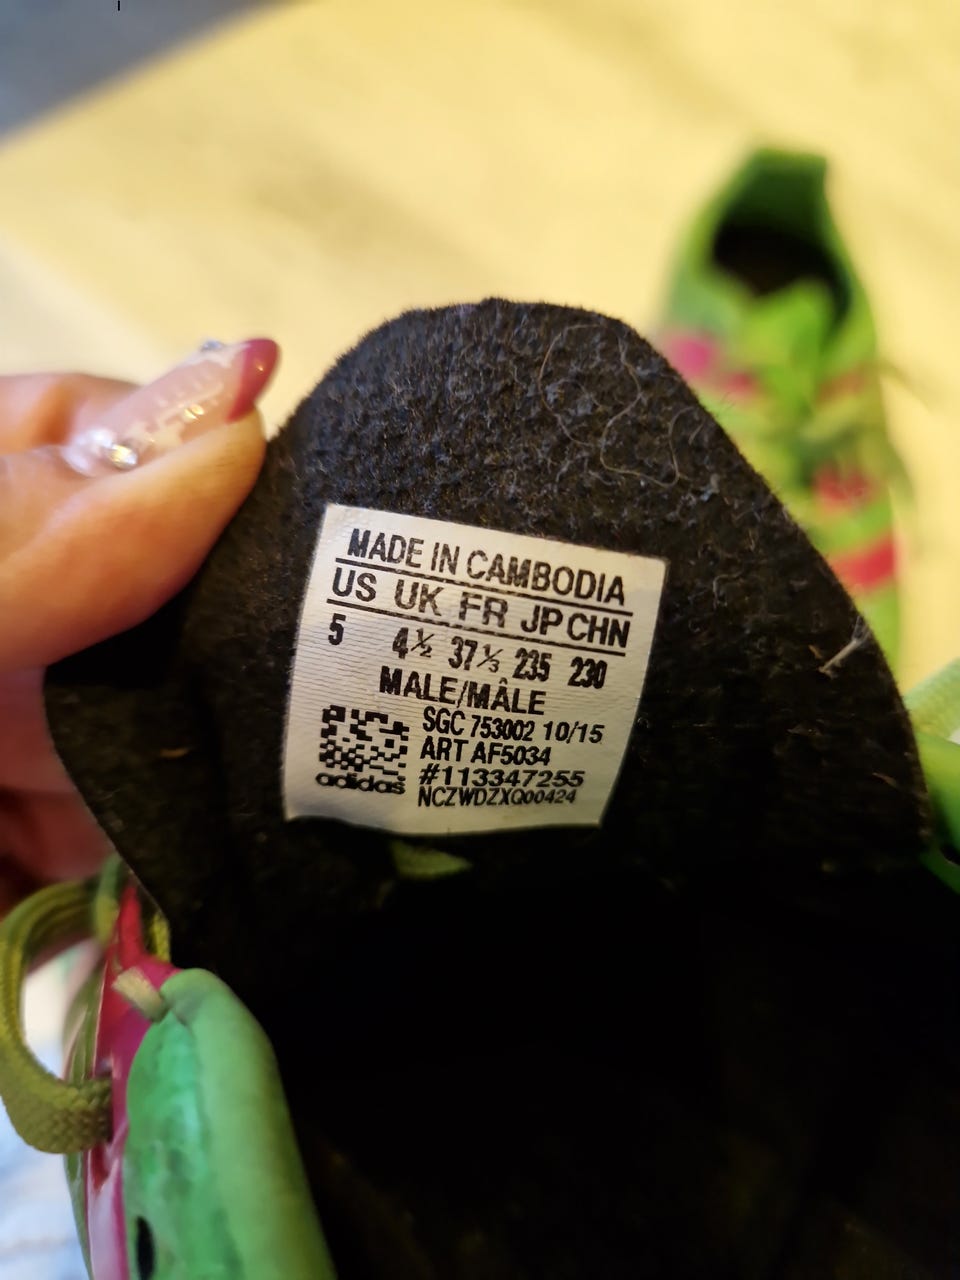 MADE IN CAMBODIA
US UK FR JP CHN
5 4½ 37⅓ 235 230
MALE/MÂLE
SGC 753002 10/15
ART AF5034
#113347255
NCZWDZXQ00424
adidas